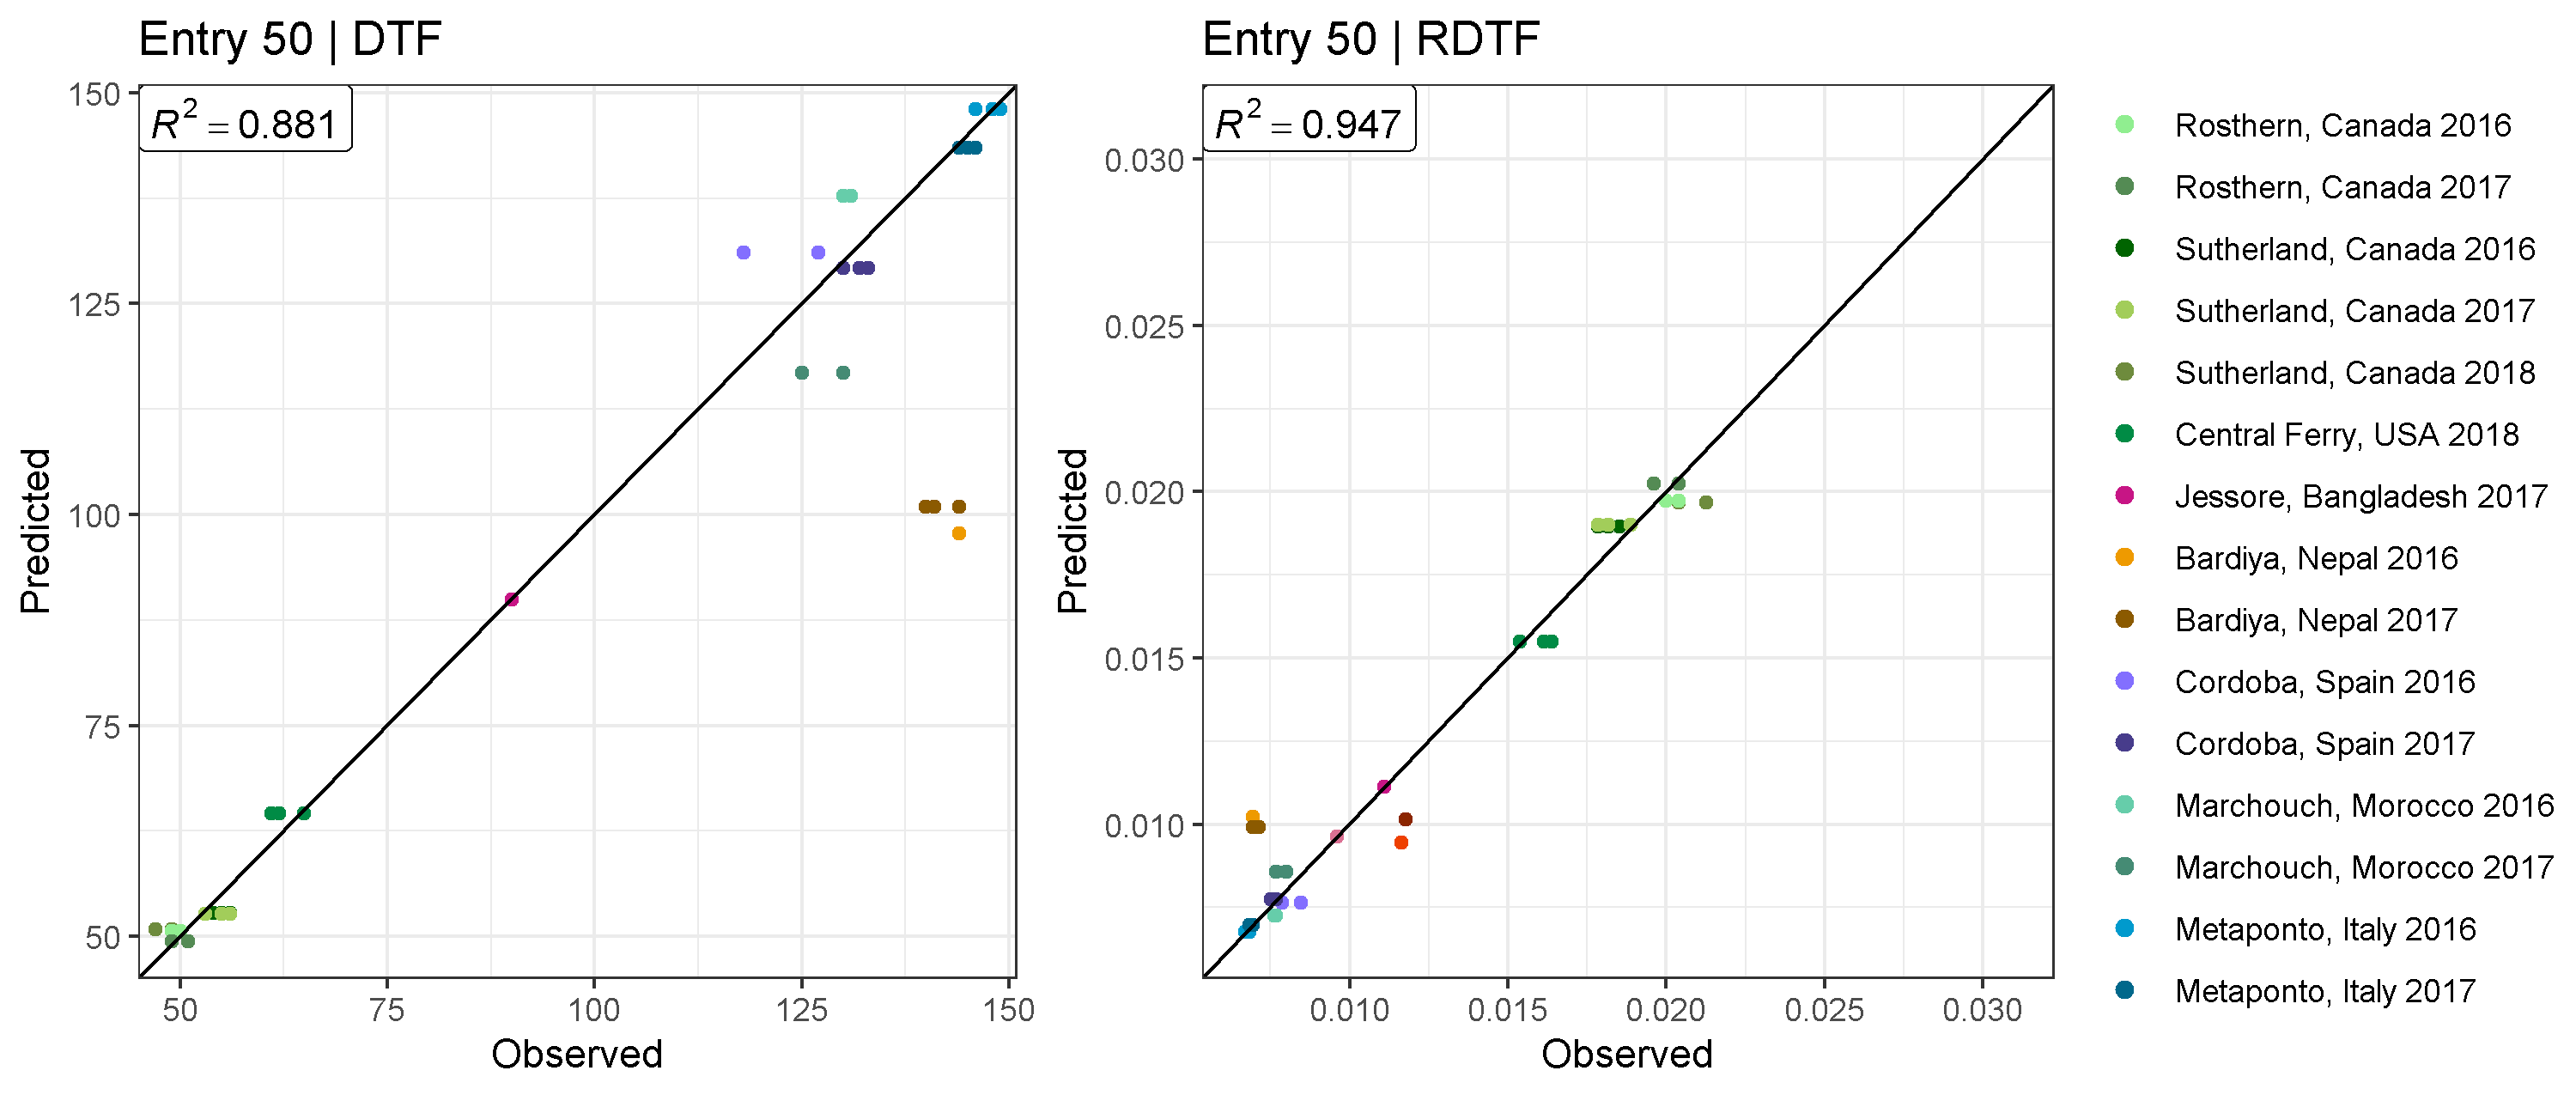 Entry 50 | DTF
R² = 0.881
150
125
100
75
50
Predicted
50 75 100 125 150
Observed
Entry 50 | RDTF
R² = 0.947
0.030
0.025
0.020
0.015
0.010
Predicted
0.010 0.015 0.020 0.025 0.030
Observed
Rosthern, Canada 2016
Rosthern, Canada 2017
Sutherland, Canada 2016
Sutherland, Canada 2017
Sutherland, Canada 2018
Central Ferry, USA 2018
Jessore, Bangladesh 2017
Bardiya, Nepal 2016
Bardiya, Nepal 2017
Cordoba, Spain 2016
Cordoba, Spain 2017
Marchouch, Morocco 2016
Marchouch, Morocco 2017
Metaponto, Italy 2016
Metaponto, Italy 2017